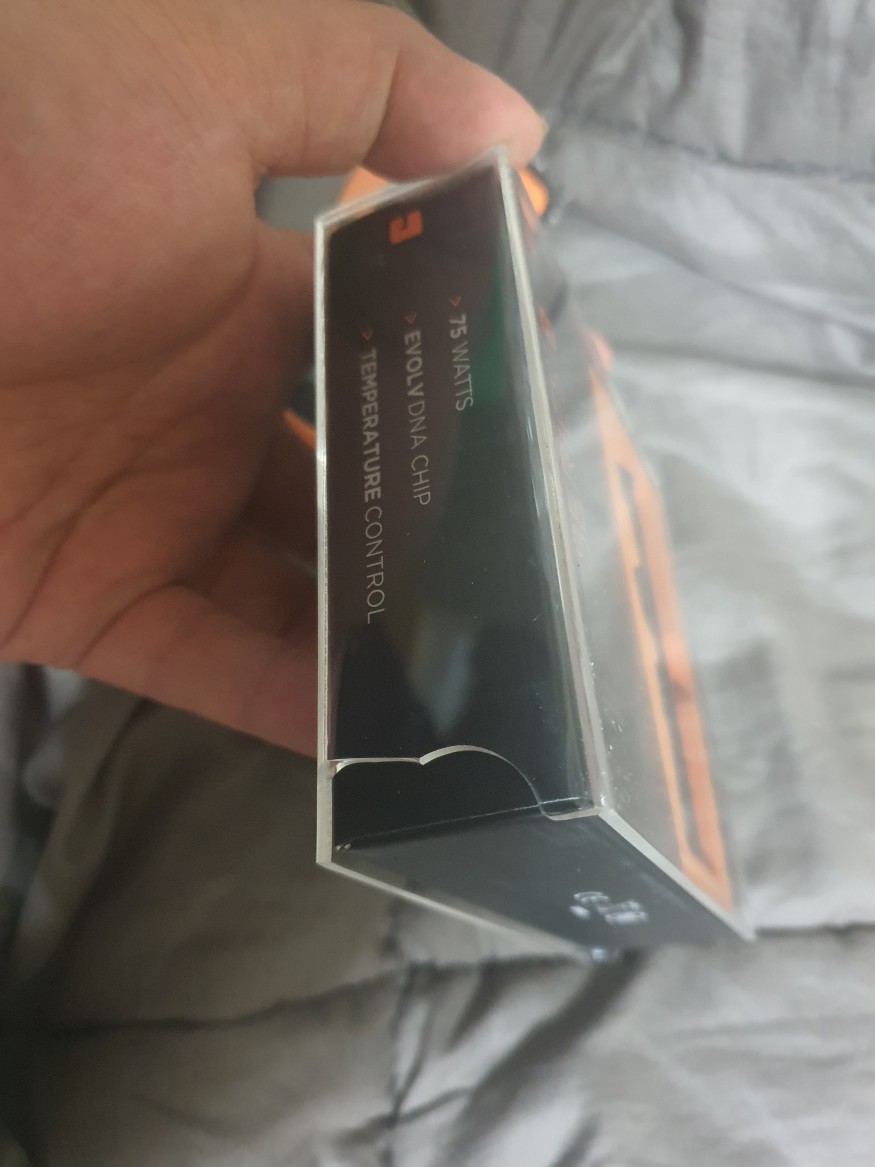 > 75 WATTS
> EVOLV DNA CHIP
> TEMPERATURE CONTROL